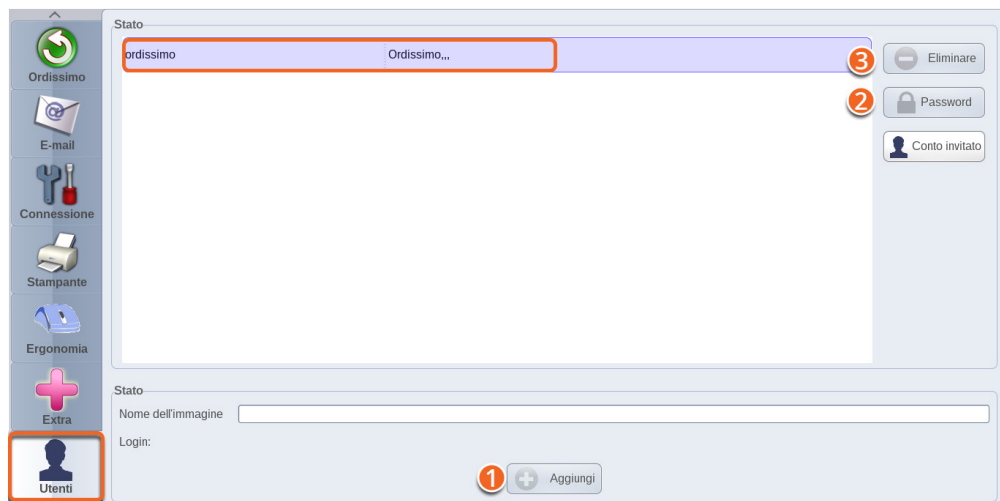 Ordissimo
E-mail
Connessione
Stampante
Ergonomia
Extra
Utenti
Stato
ordissimo Ordissimo,,,
3 Eliminare
2 Password
Conto invitato
Stato
Nome dell'immagine
Login:
1 Aggiungi